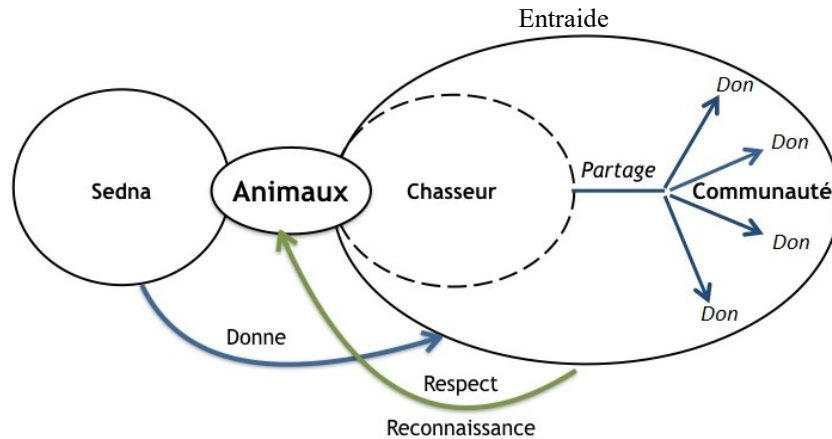 Entraide
Don
Don
Partage
Sedna
Animaux
Chasseur
Communauté
Don
Don
Donne
Respect
Reconnaissance